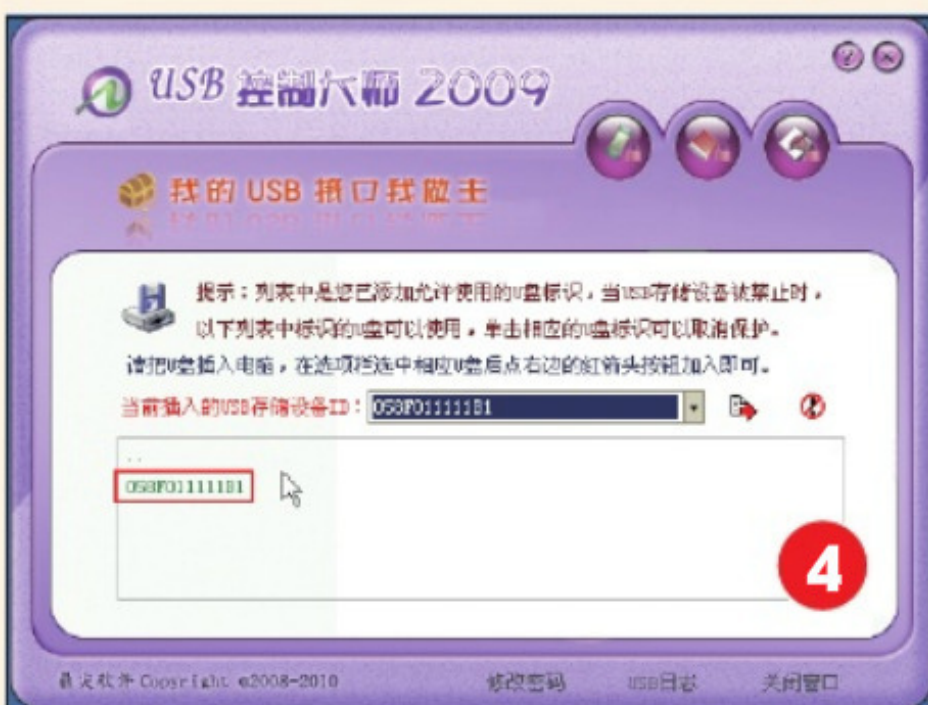 USB 控制大师 2009
我的 USB 接口我做主
提示：列表中是您已添加允许使用的U盘标识，当USB存储设备被禁止时，
以下列表中标识的U盘可以使用，单击相应的U盘标识可以取消保护。
请把U盘插入电脑，在选项栏选中相应U盘后点右边的红箭头按钮加入即可。
当前插入的USB存储设备ID：058F01111181
..
058F01111181
4
软件 Copyright ©2008-2010
修改密码 USB日志 关闭窗口